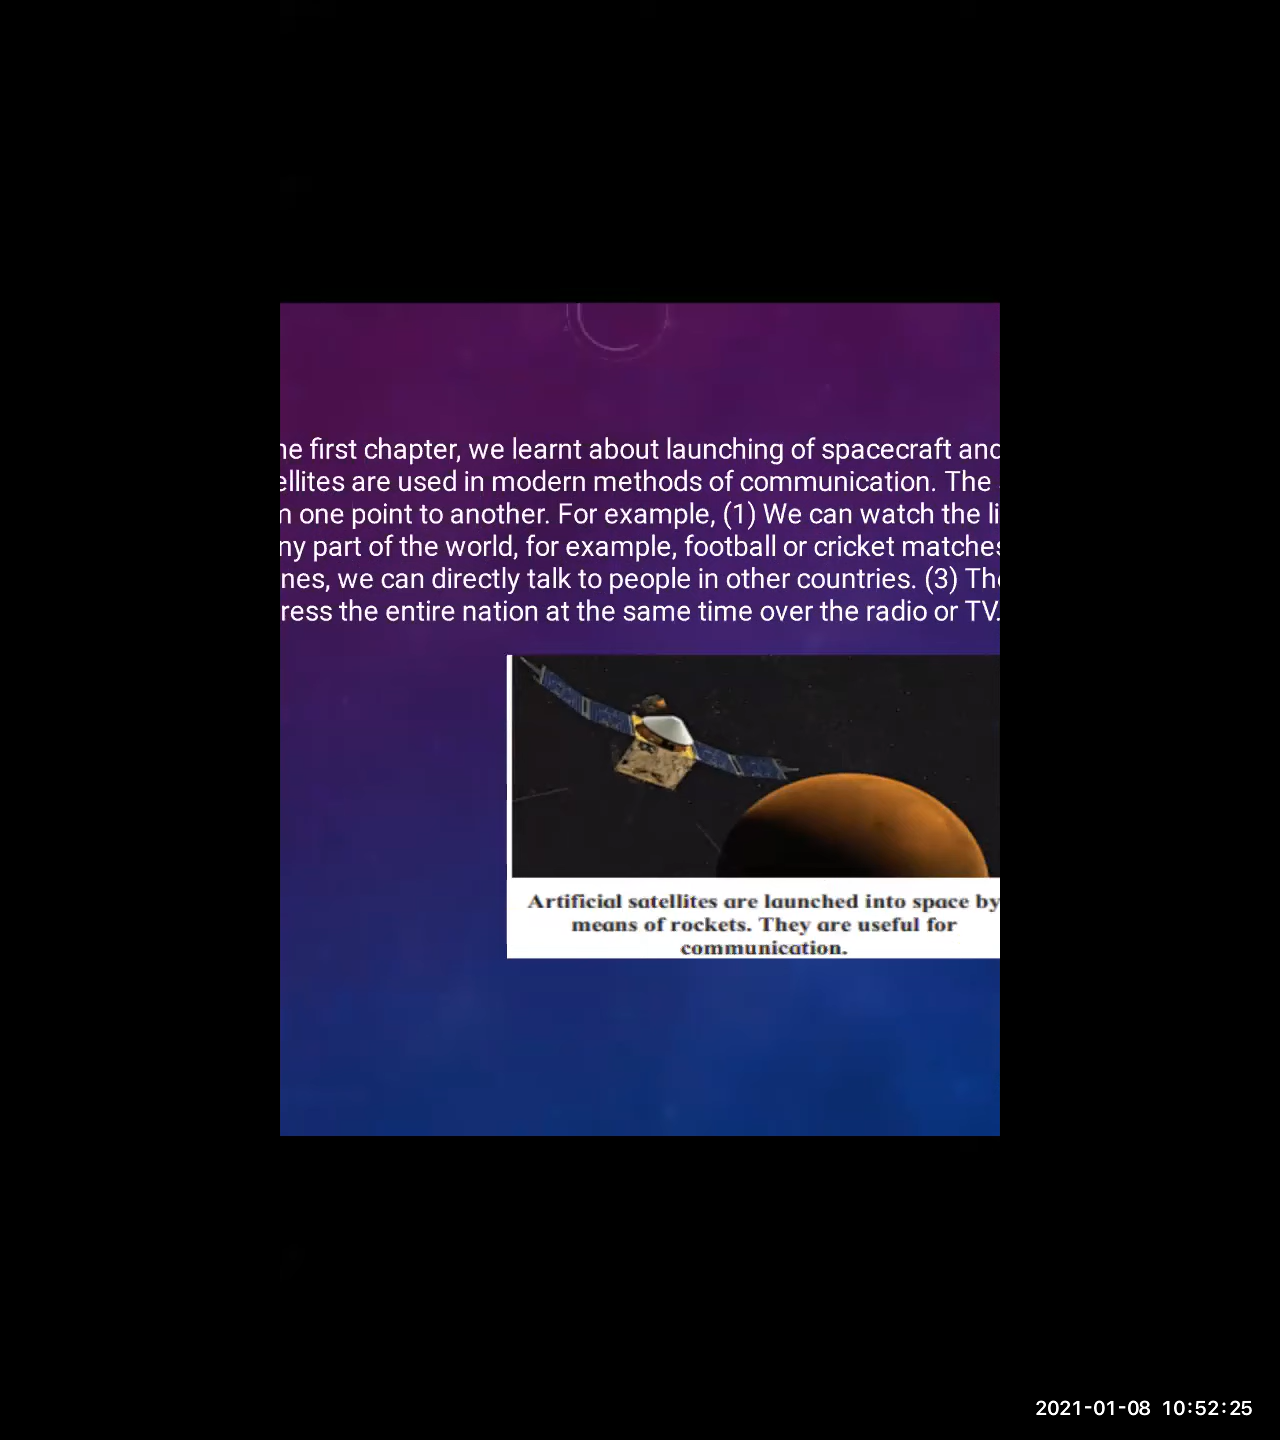 he first chapter, we learnt about launching of spacecraft and
ellites are used in modern methods of communication. The
one point to another. For example, (1) We can watch the li
ny part of the world, for example, football or cricket matches
nes, we can directly talk to people in other countries. (3) The
ress the entire nation at the same time over the radio or TV.
Artificial satellites are launched into space by
means of rockets. They are useful for
communication.
2021-01-08 10:52:25